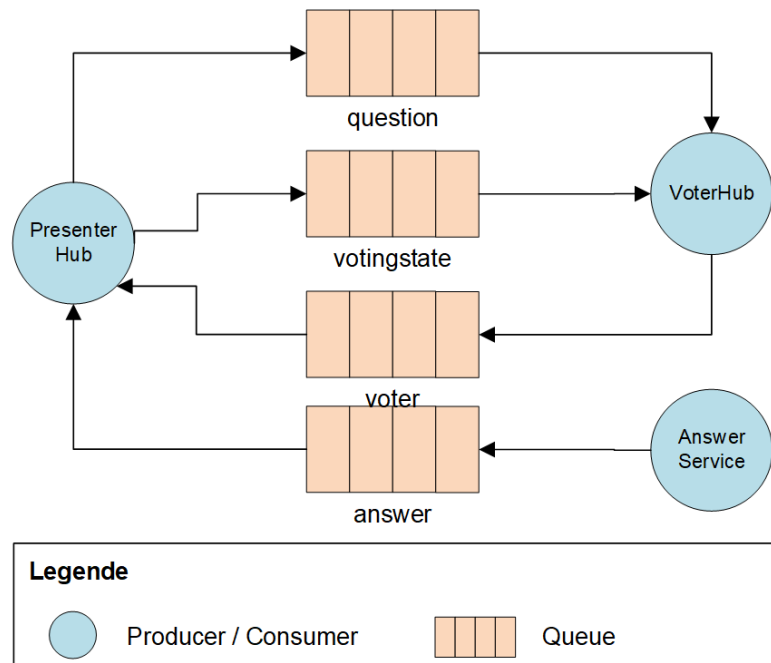 question
Presenter
Hub
VoterHub
votingstate
voter
Answer
Service
answer
Legende
Producer / Consumer
Queue